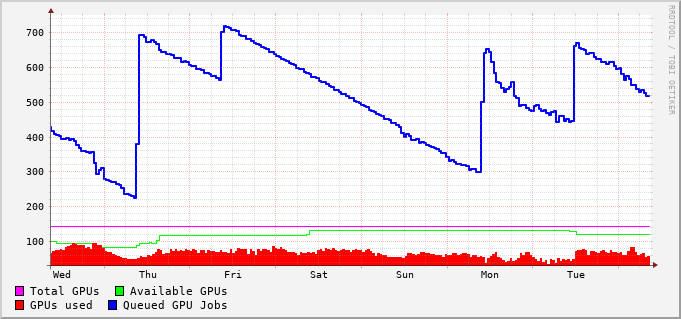 700
600
500
400
300
200
100
Wed Thu Fri Sat Sun Mon Tue
Total GPUs Available GPUs
GPUs used Queued GPU Jobs
RRDTOOL / TOBI OETIKER